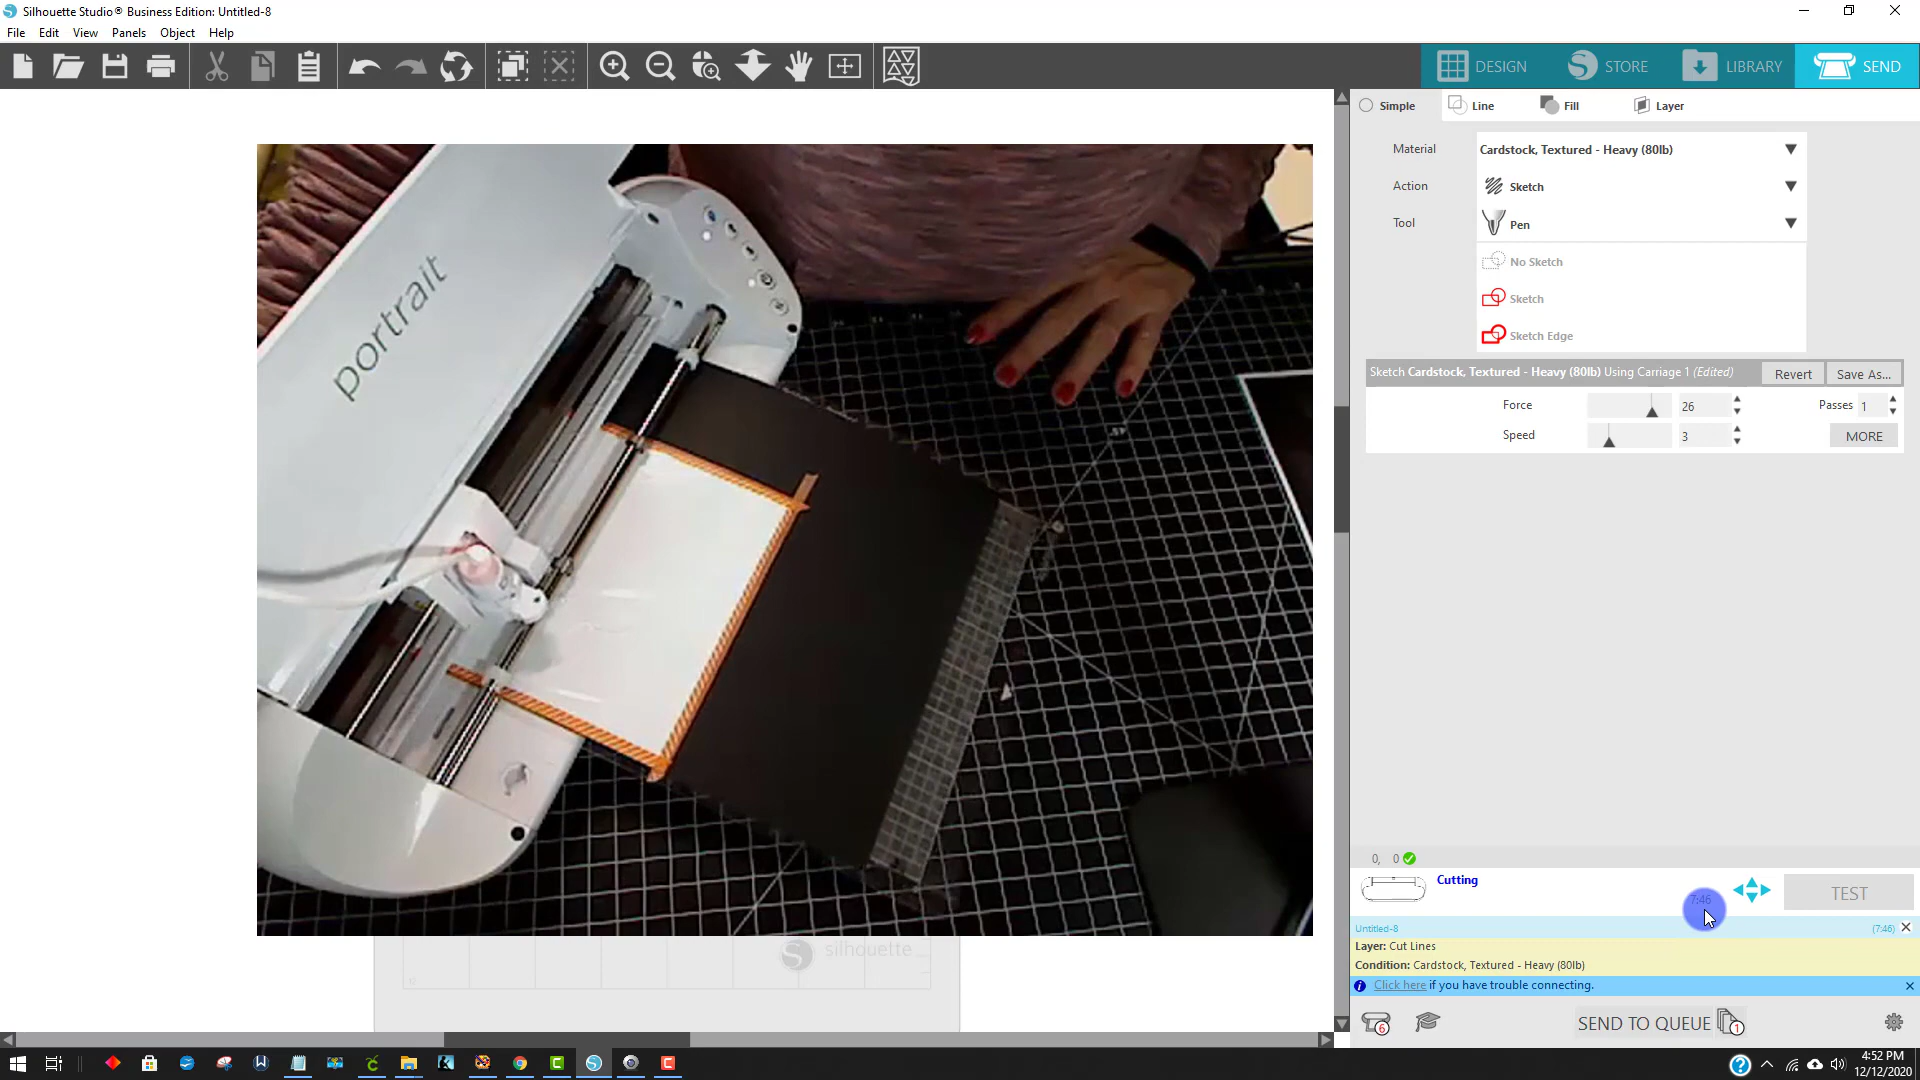 Silhouette Studio® Business Edition: Untitled-8
File Edit View Panels Object Help
DESIGN STORE LIBRARY SEND
Simple Line Fill Layer
Material Cardstock, Textured - Heavy (80lb)
Action Sketch
Tool Pen
No Sketch
Sketch
Sketch Edge
Sketch Cardstock, Textured - Heavy (80lb) Using Carriage 1 (Edited) Revert Save As...
Force 26 Passes 1
Speed 3 MORE
portrait
0, 0
Cutting
7:46
TEST
Untitled-8 (7:46)
Layer: Cut Lines
Condition: Cardstock, Textured - Heavy (80lb)
Click here if you have trouble connecting.
silhouette
6
SEND TO QUEUE 1
4:52 PM
12/12/2020